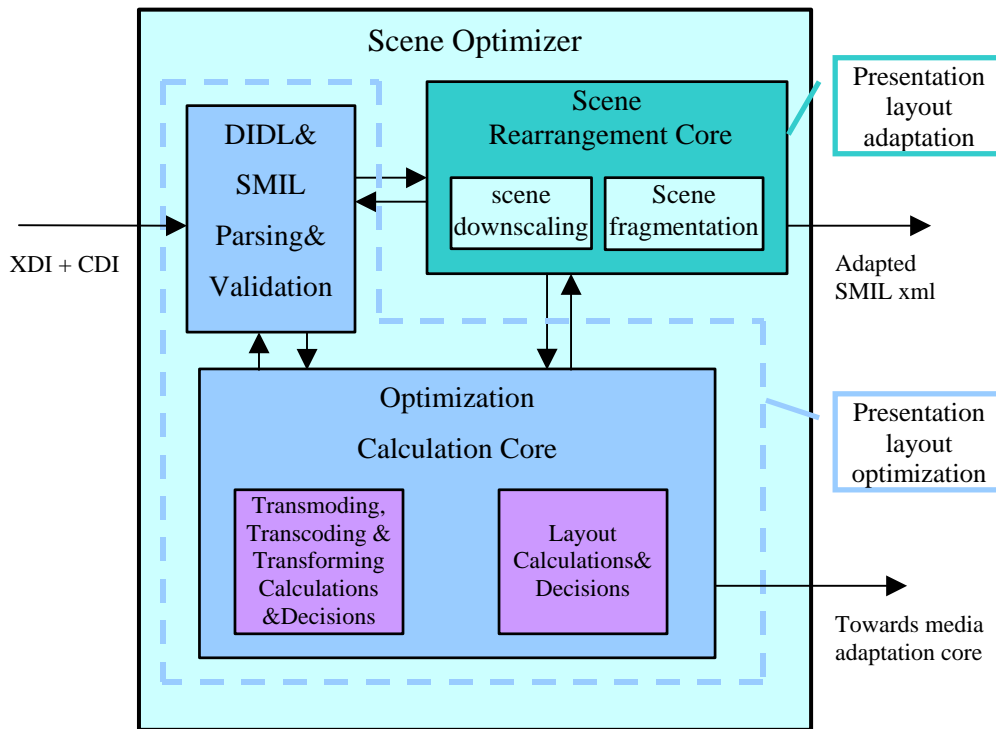 Scene Optimizer
DIDL&
SMIL
Parsing&
Validation
Scene
Rearrangement Core
scene
downscaling
Scene
fragmentation
Presentation
layout
adaptation
XDI + CDI
Adapted
SMIL xml
Optimization
Calculation Core
Transmoding,
Transcoding &
Transforming
Calculations
&Decisions
Layout
Calculations&
Decisions
Presentation
layout
optimization
Towards media
adaptation core